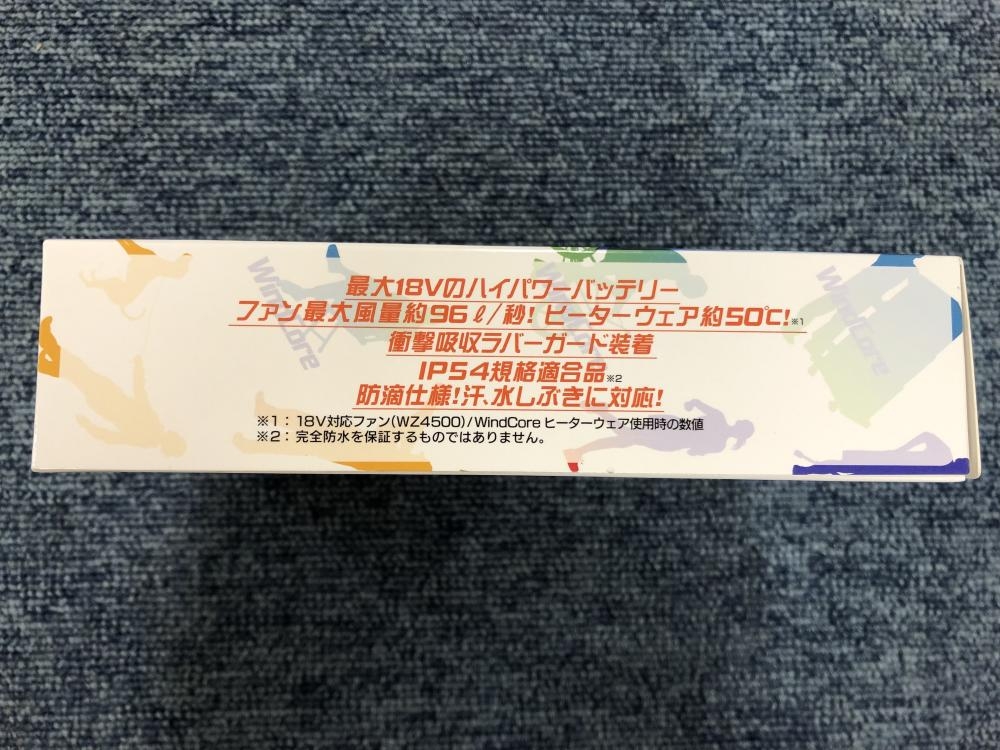 最大18Vのハイパワーバッテリー
ファン最大風量約96ℓ/秒! ヒーターウェア約50℃!※1
衝撃吸収ラバーガード装着
IP54規格適合品※2
防滴仕様!汗、水しぶきに対応!
※1：18V対応ファン(WZ4500)/WindCore ヒーターウェア使用時の数値
※2：完全防水を保証するものではありません。
WindCore
WindCore
WindCore